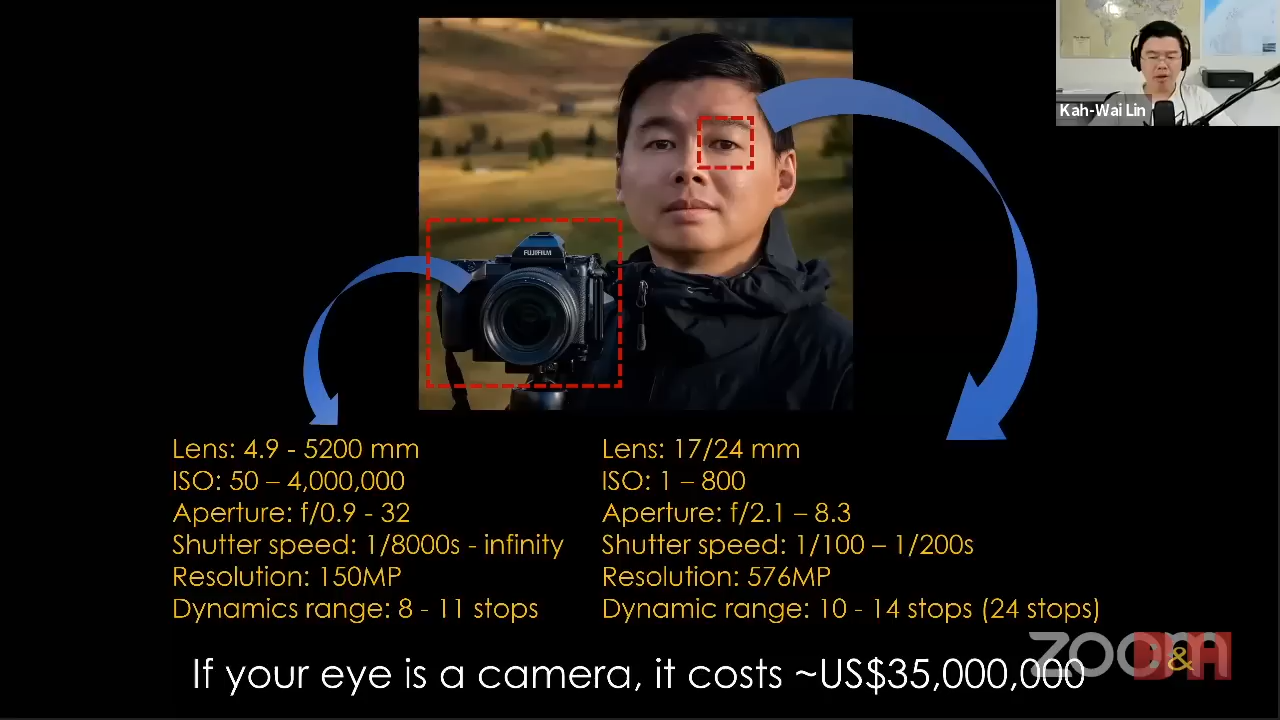 Kah-Wai Lin
FUJIFILM
Lens: 4.9 - 5200 mm
ISO: 50 – 4,000,000
Aperture: f/0.9 - 32
Shutter speed: 1/8000s - infinity
Resolution: 150MP
Dynamics range: 8 - 11 stops
Lens: 17/24 mm
ISO: 1 – 800
Aperture: f/2.1 – 8.3
Shutter speed: 1/100 – 1/200s
Resolution: 576MP
Dynamic range: 10 - 14 stops (24 stops)
If your eye is a camera, it costs ~US$35,000,000
zoom
B&H